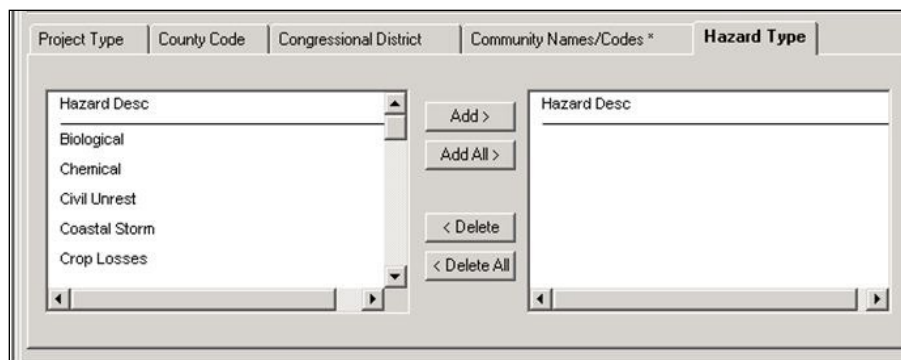 Project Type County Code Congressional District Community Names/Codes * Hazard Type
Hazard Desc
Biological
Chemical
Civil Unrest
Coastal Storm
Crop Losses
Add >
Add All >
< Delete
< Delete All
Hazard Desc